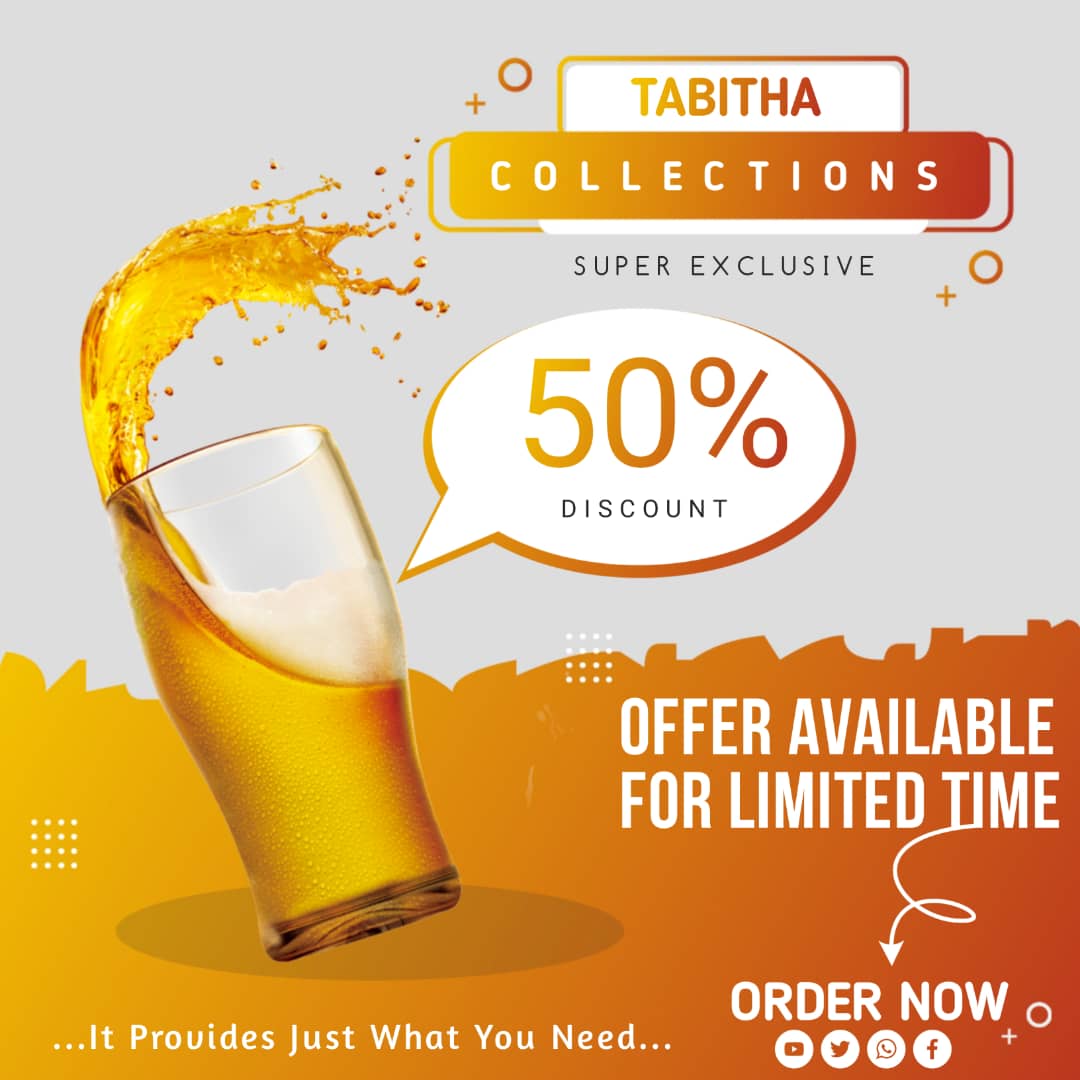 TABITHA
COLLECTIONS
SUPER EXCLUSIVE
50%
DISCOUNT
OFFER AVAILABLE
FOR LIMITED TIME
ORDER NOW
...It Provides Just What You Need...